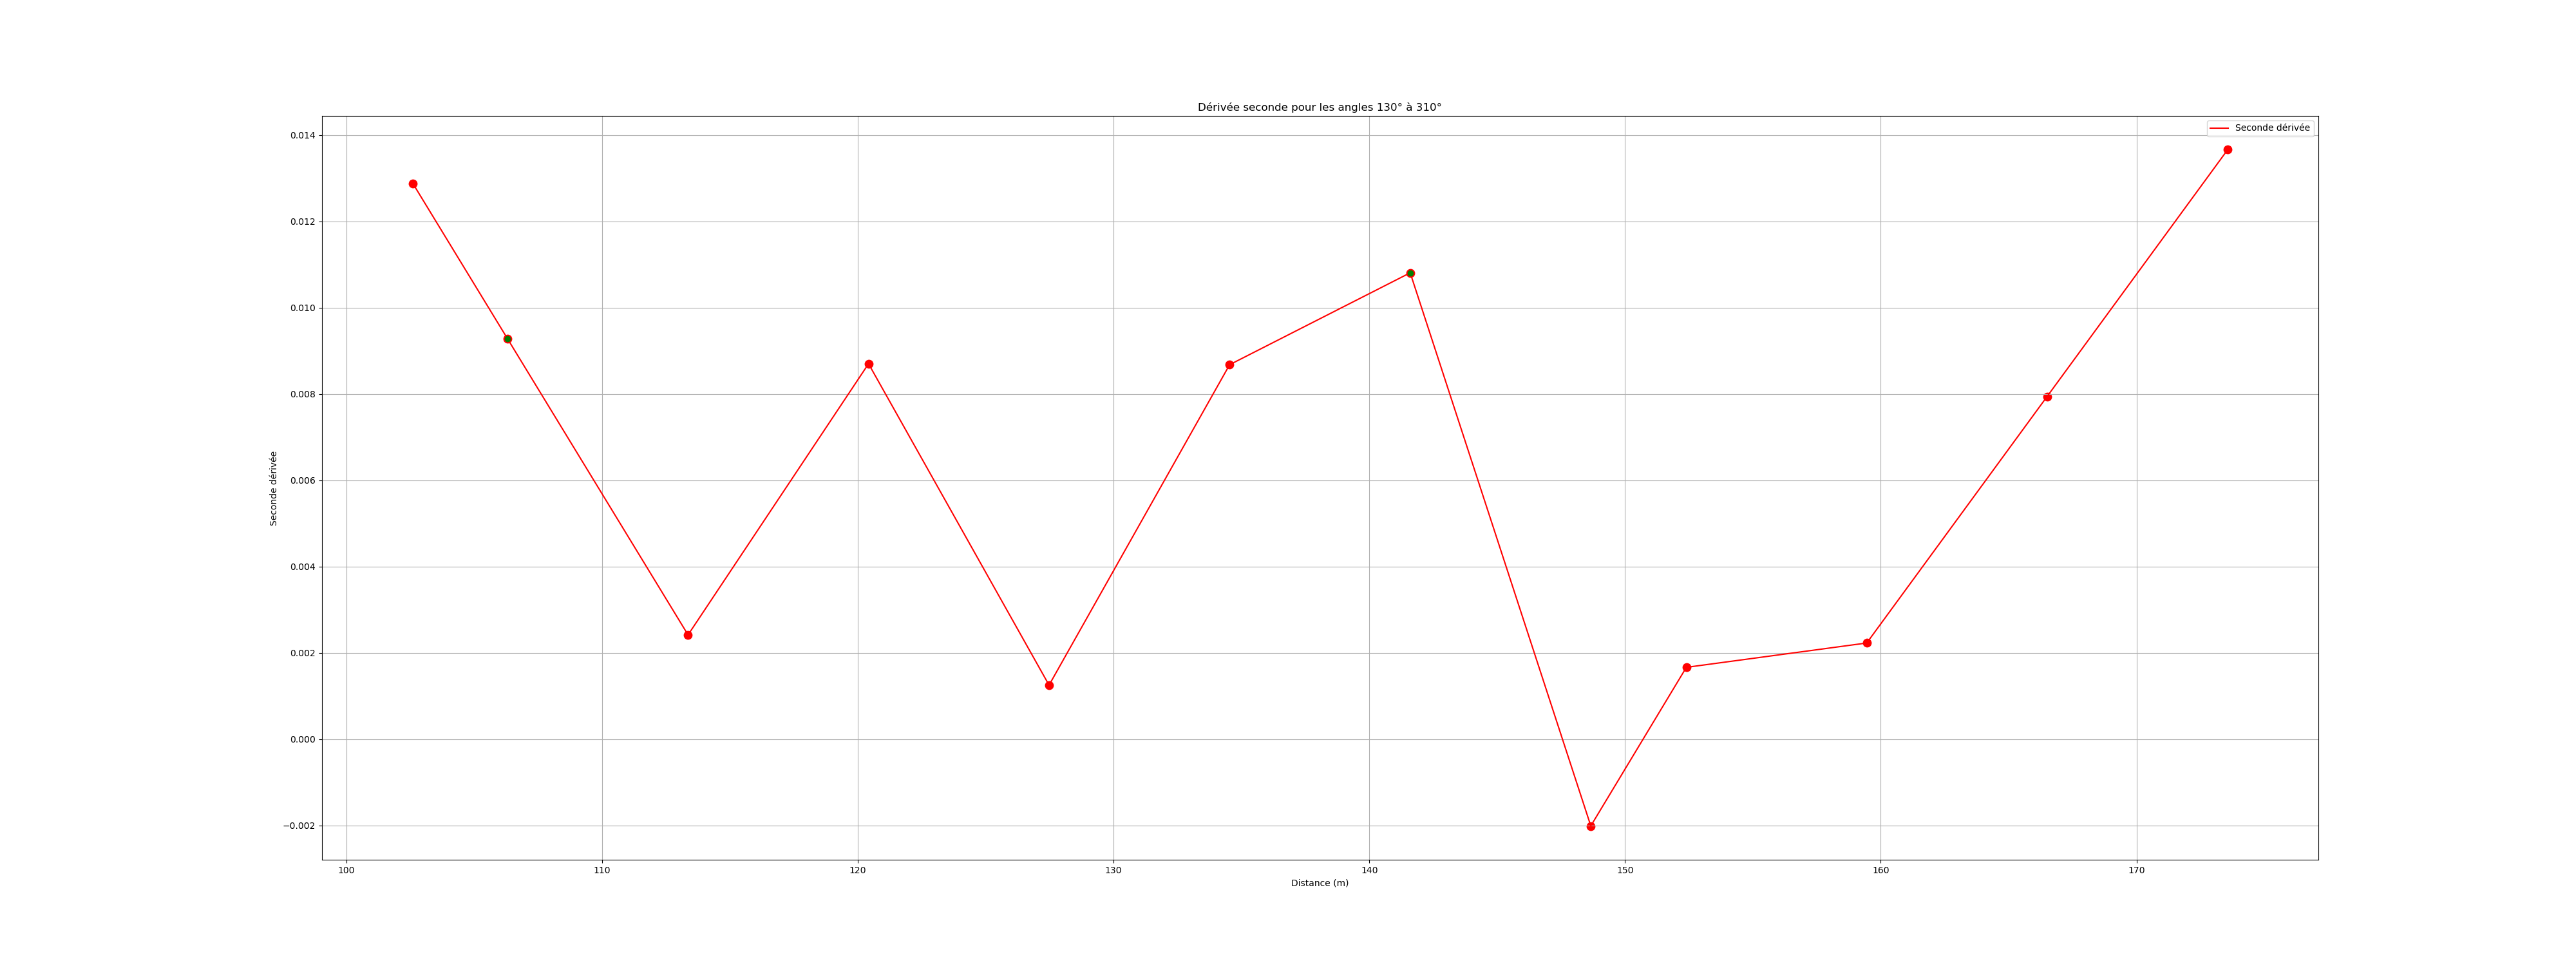 Dérivée seconde pour les angles 130° à 310°
Seconde dérivée
0.014
0.012
0.010
0.008
0.006
0.004
0.002
0.000
−0.002
Seconde dérivée
100 110 120 130 140 150 160 170
Distance (m)